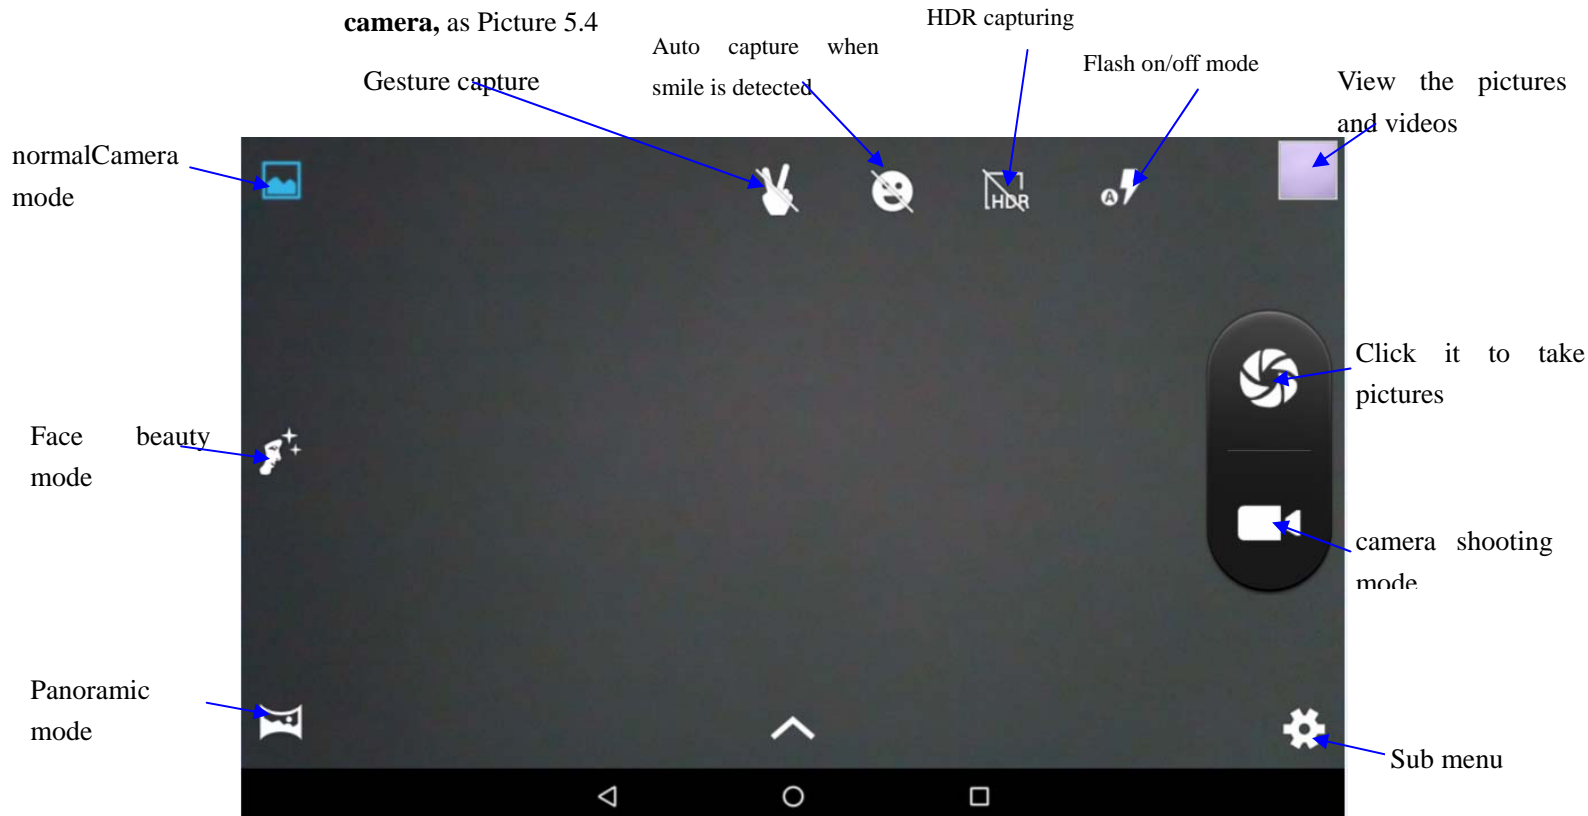 camera, as Picture 5.4
HDR capturing
Auto capture when
smile is detected
Gesture capture
Flash on/off mode
View the pictures
and videos
normalCamera
mode
HDR
A
Click it to take
pictures
Face beauty
mode
camera shooting
mode
Panoramic
mode
Sub menu